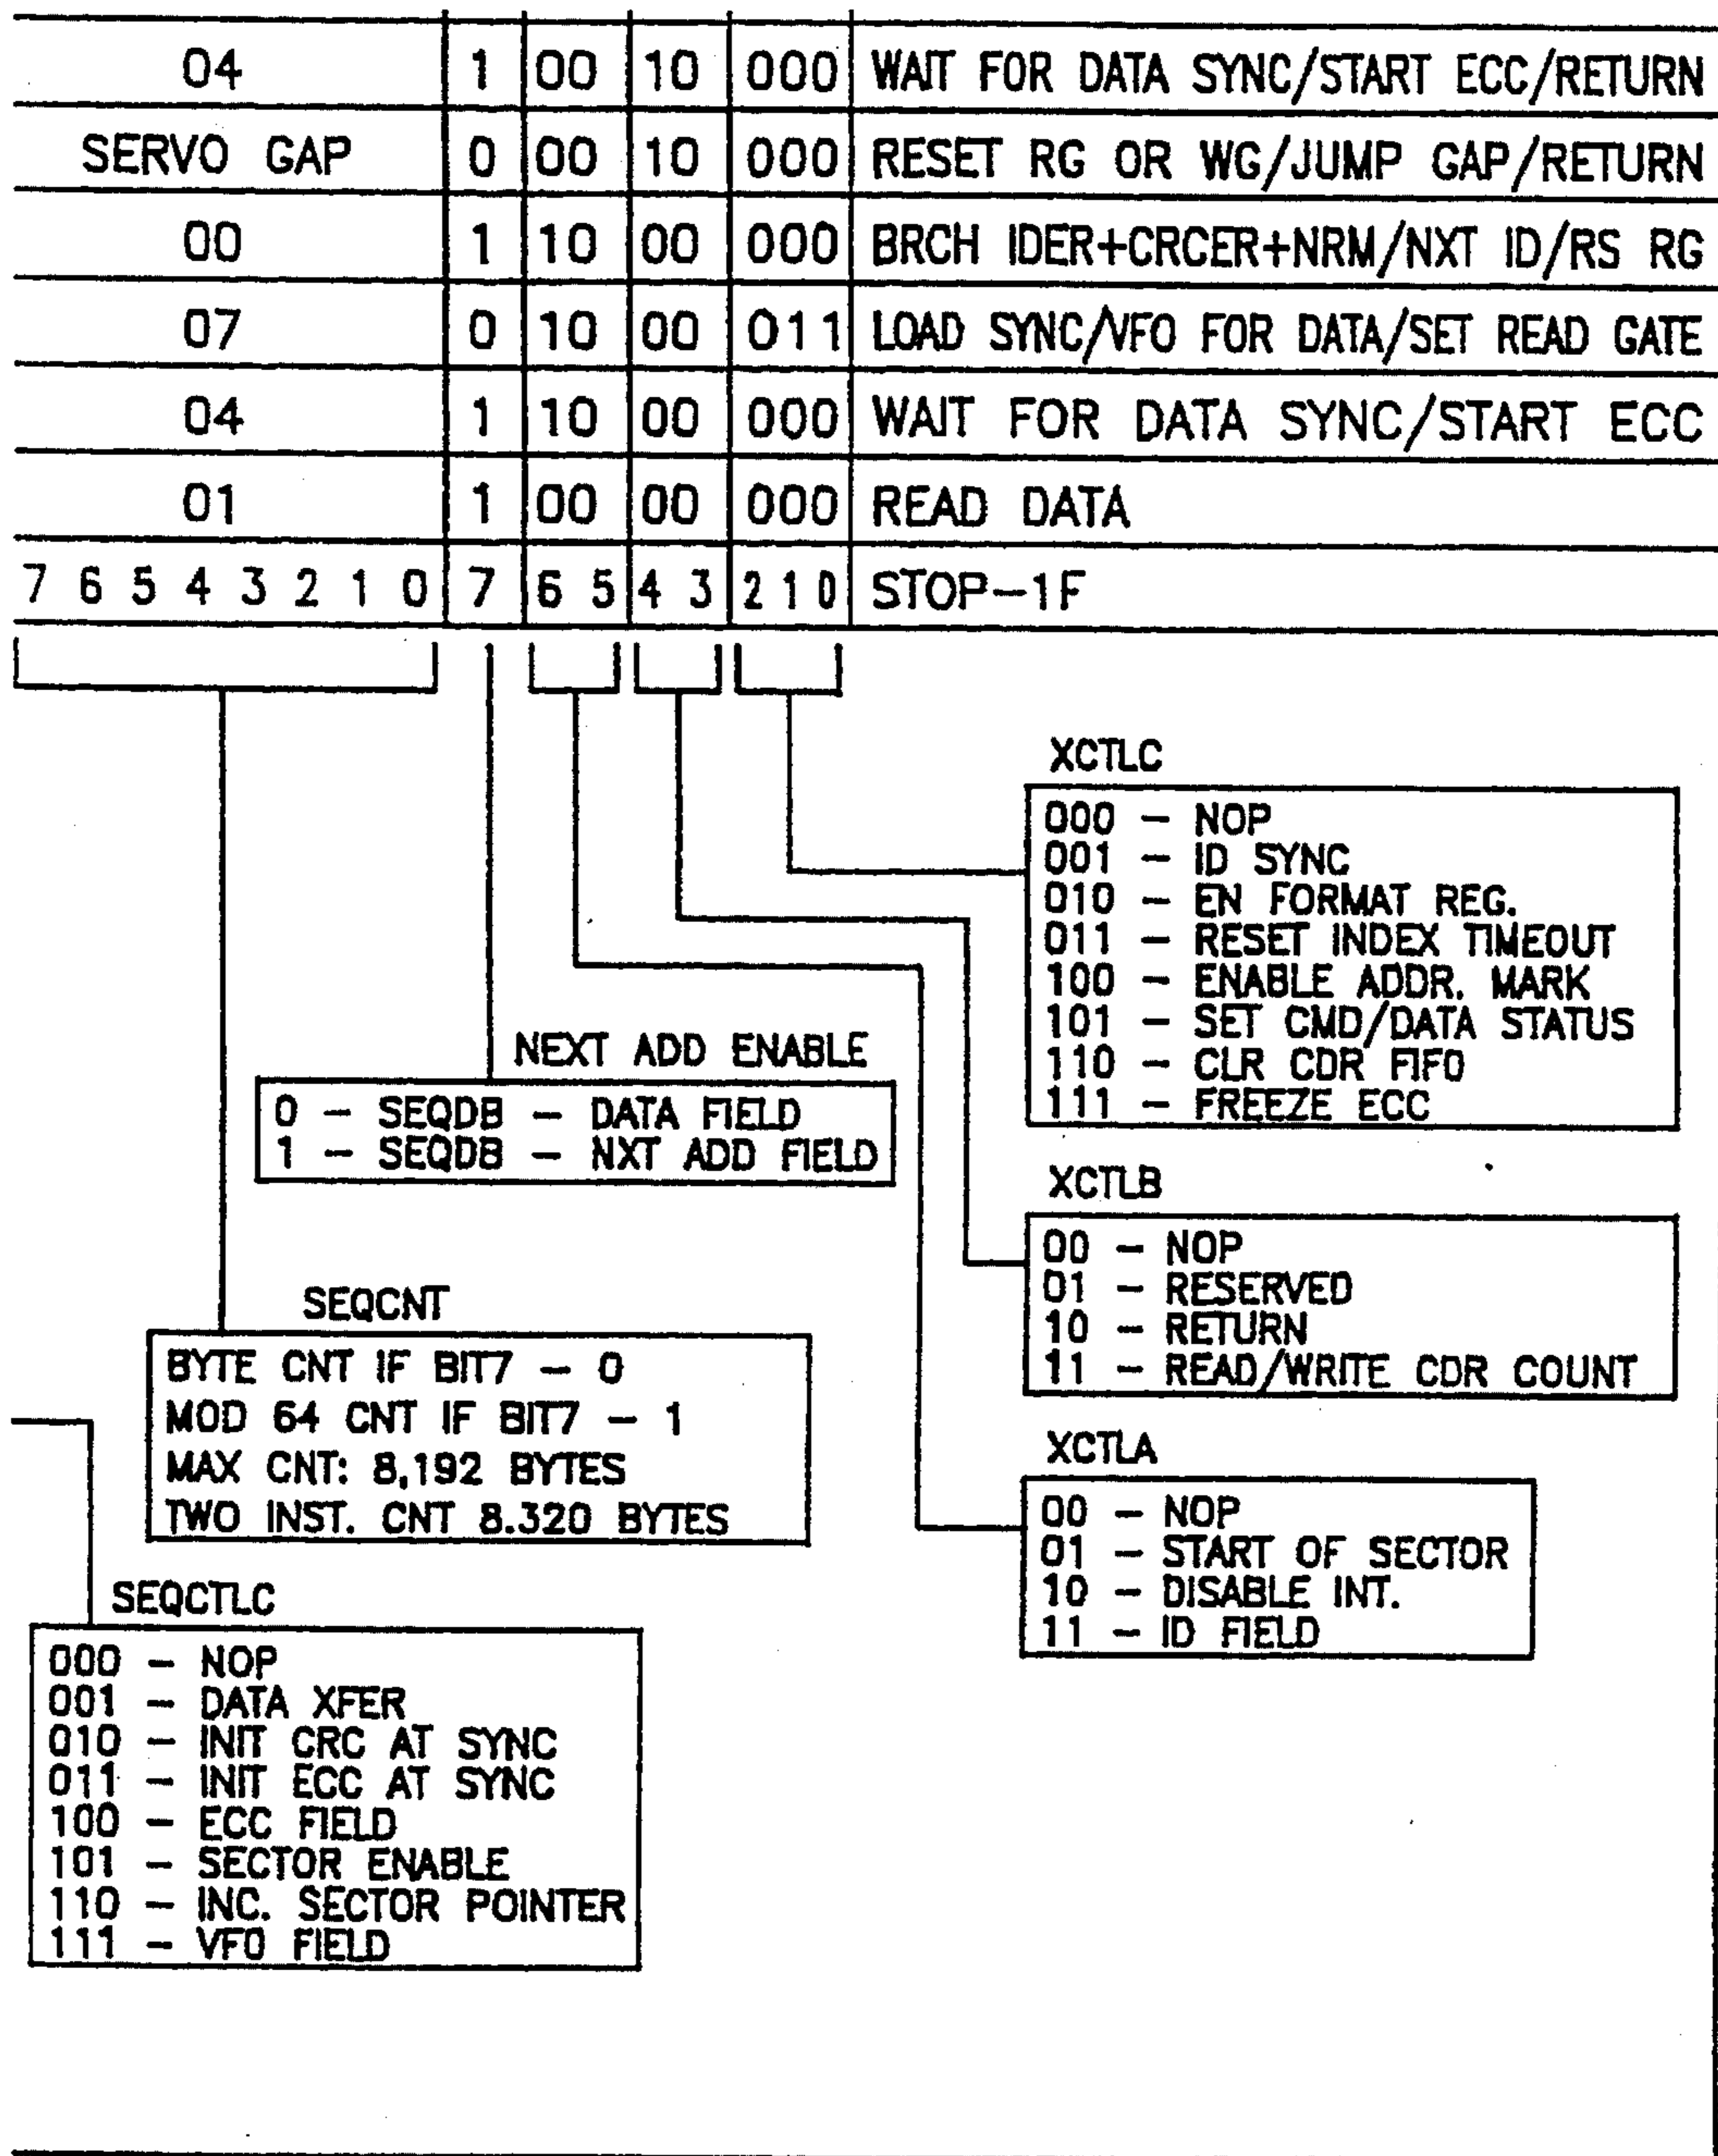 04 1 00 10 000 WAIT FOR DATA SYNC/START ECC/RETURN
SERVO GAP 0 00 10 000 RESET RG OR WG/JUMP GAP/RETURN
00 1 10 00 000 BRCH IDER+CRCER+NRM/NXT ID/RS RG
07 0 10 00 011 LOAD SYNC/VFO FOR DATA/SET READ GATE
04 1 10 00 000 WAIT FOR DATA SYNC/START ECC
01 1 00 00 000 READ DATA
7 6 5 4 3 2 1 0 7 6 5 4 3 2 1 0 STOP-1F
XCTLC
000 - NOP
001 - ID SYNC
010 - EN FORMAT REG.
011 - RESET INDEX TIMEOUT
100 - ENABLE ADDR. MARK
101 - SET CMD/DATA STATUS
110 - CLR CDR FIFO
111 - FREEZE ECC
NEXT ADD ENABLE
0 - SEQDB - DATA FIELD
1 - SEQDB - NXT ADD FIELD
XCTLB
00 - NOP
01 - RESERVED
10 - RETURN
11 - READ/WRITE CDR COUNT
SEQCNT
BYTE CNT IF BIT7 - 0
MOD 64 CNT IF BIT7 - 1
MAX CNT: 8,192 BYTES
TWO INST. CNT 8.320 BYTES
XCTLA
00 - NOP
01 - START OF SECTOR
10 - DISABLE INT.
11 - ID FIELD
SEQCTLC
000 - NOP
001 - DATA XFER
010 - INIT CRC AT SYNC
011 - INIT ECC AT SYNC
100 - ECC FIELD
101 - SECTOR ENABLE
110 - INC. SECTOR POINTER
111 - VFO FIELD